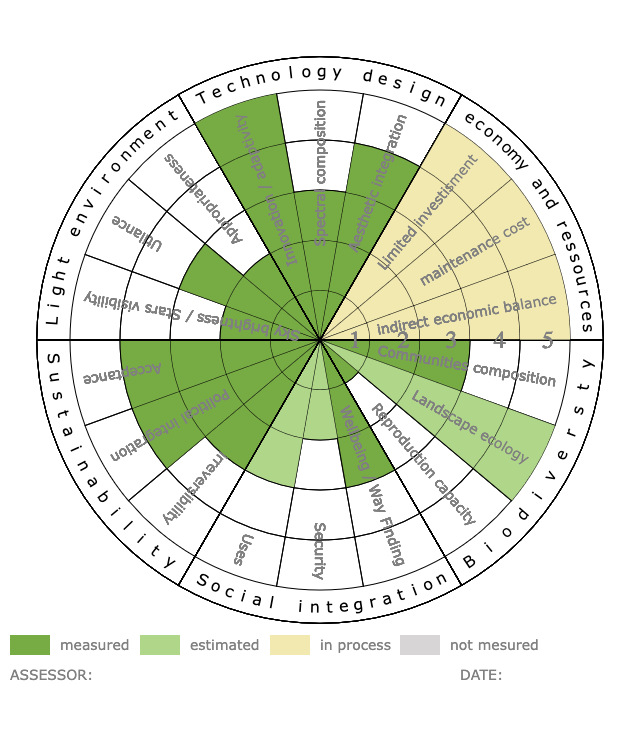 Technology design
economy and ressources
Biodiversty
Social integration
Sustainability
Light environment
Innovation / adaptivity
Spectral composition
Aesthetic integration
Limited investisment
maintenance cost
indirect economic balance
1 2 3 4 5
Communities composition
Landscape ecology
Reproduction capacity
Wellbeing / Way Finding
Security
Uses
Irreversibility
Political integration
Acceptance
Sky brightness / Stars visibility
Utilance
Appropriateness
measured estimated in process not mesured
ASSESSOR: DATE: